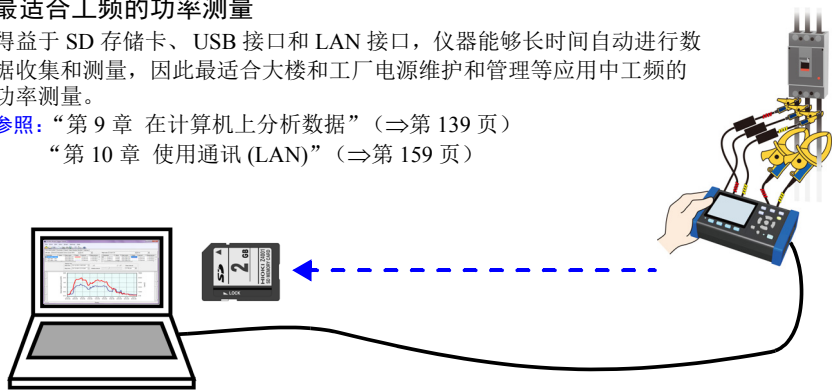 最适合工频的功率测量
得益于 SD 存储卡、USB 接口和 LAN 接口，仪器能够长时间自动进行数
据收集和测量，因此最适合大楼和工厂电源维护和管理等应用中工频的
功率测量。
参照：“第 9 章 在计算机上分析数据”（⇒第 139 页）
“第 10 章 使用通讯 (LAN)”（⇒第 159 页）
2 GB
HIOKI Z4001
SD MEMORY CARD
LOCK